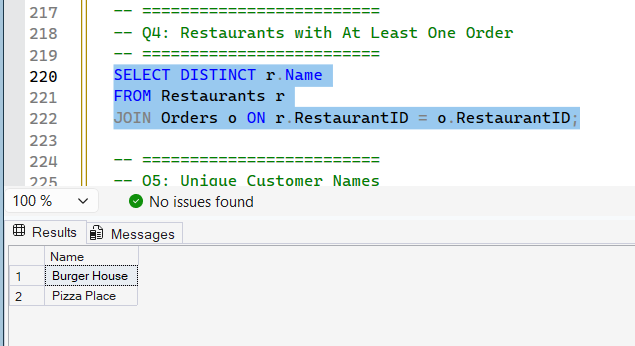 217 -- =========================
218 -- Q4: Restaurants with At Least One Order
219 -- =========================
220 SELECT DISTINCT r.Name
221 FROM Restaurants r
222 JOIN Orders o ON r.RestaurantID = o.RestaurantID;
223
224 -- =========================
225 -- Q5: Unique Customer Names
100 % No issues found
Results Messages
Name
1 Burger House
2 Pizza Place